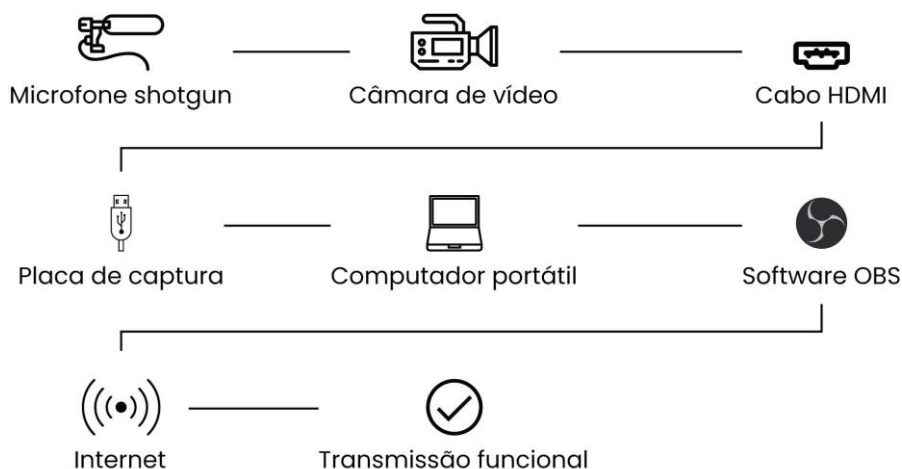 Microfone shotgun
Câmara de vídeo
Cabo HDMI
Placa de captura
Computador portátil
Software OBS
Internet
Transmissão funcional